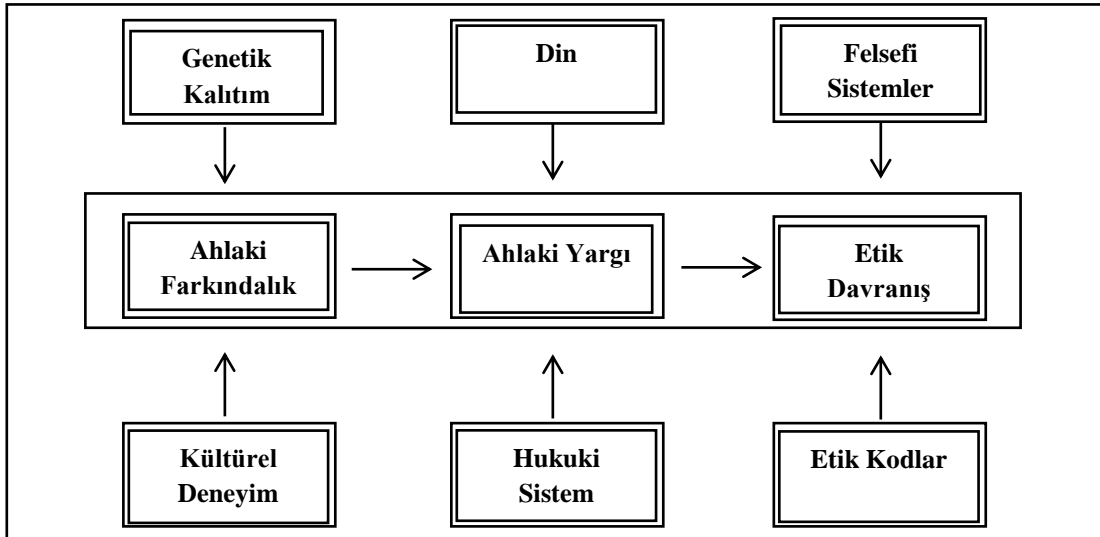 Genetik
Kalıtım
Din
Felsefi
Sistemler
Ahlaki
Farkındalık
Ahlaki Yargı
Etik
Davranış
Kültürel
Deneyim
Hukuki
Sistem
Etik Kodlar